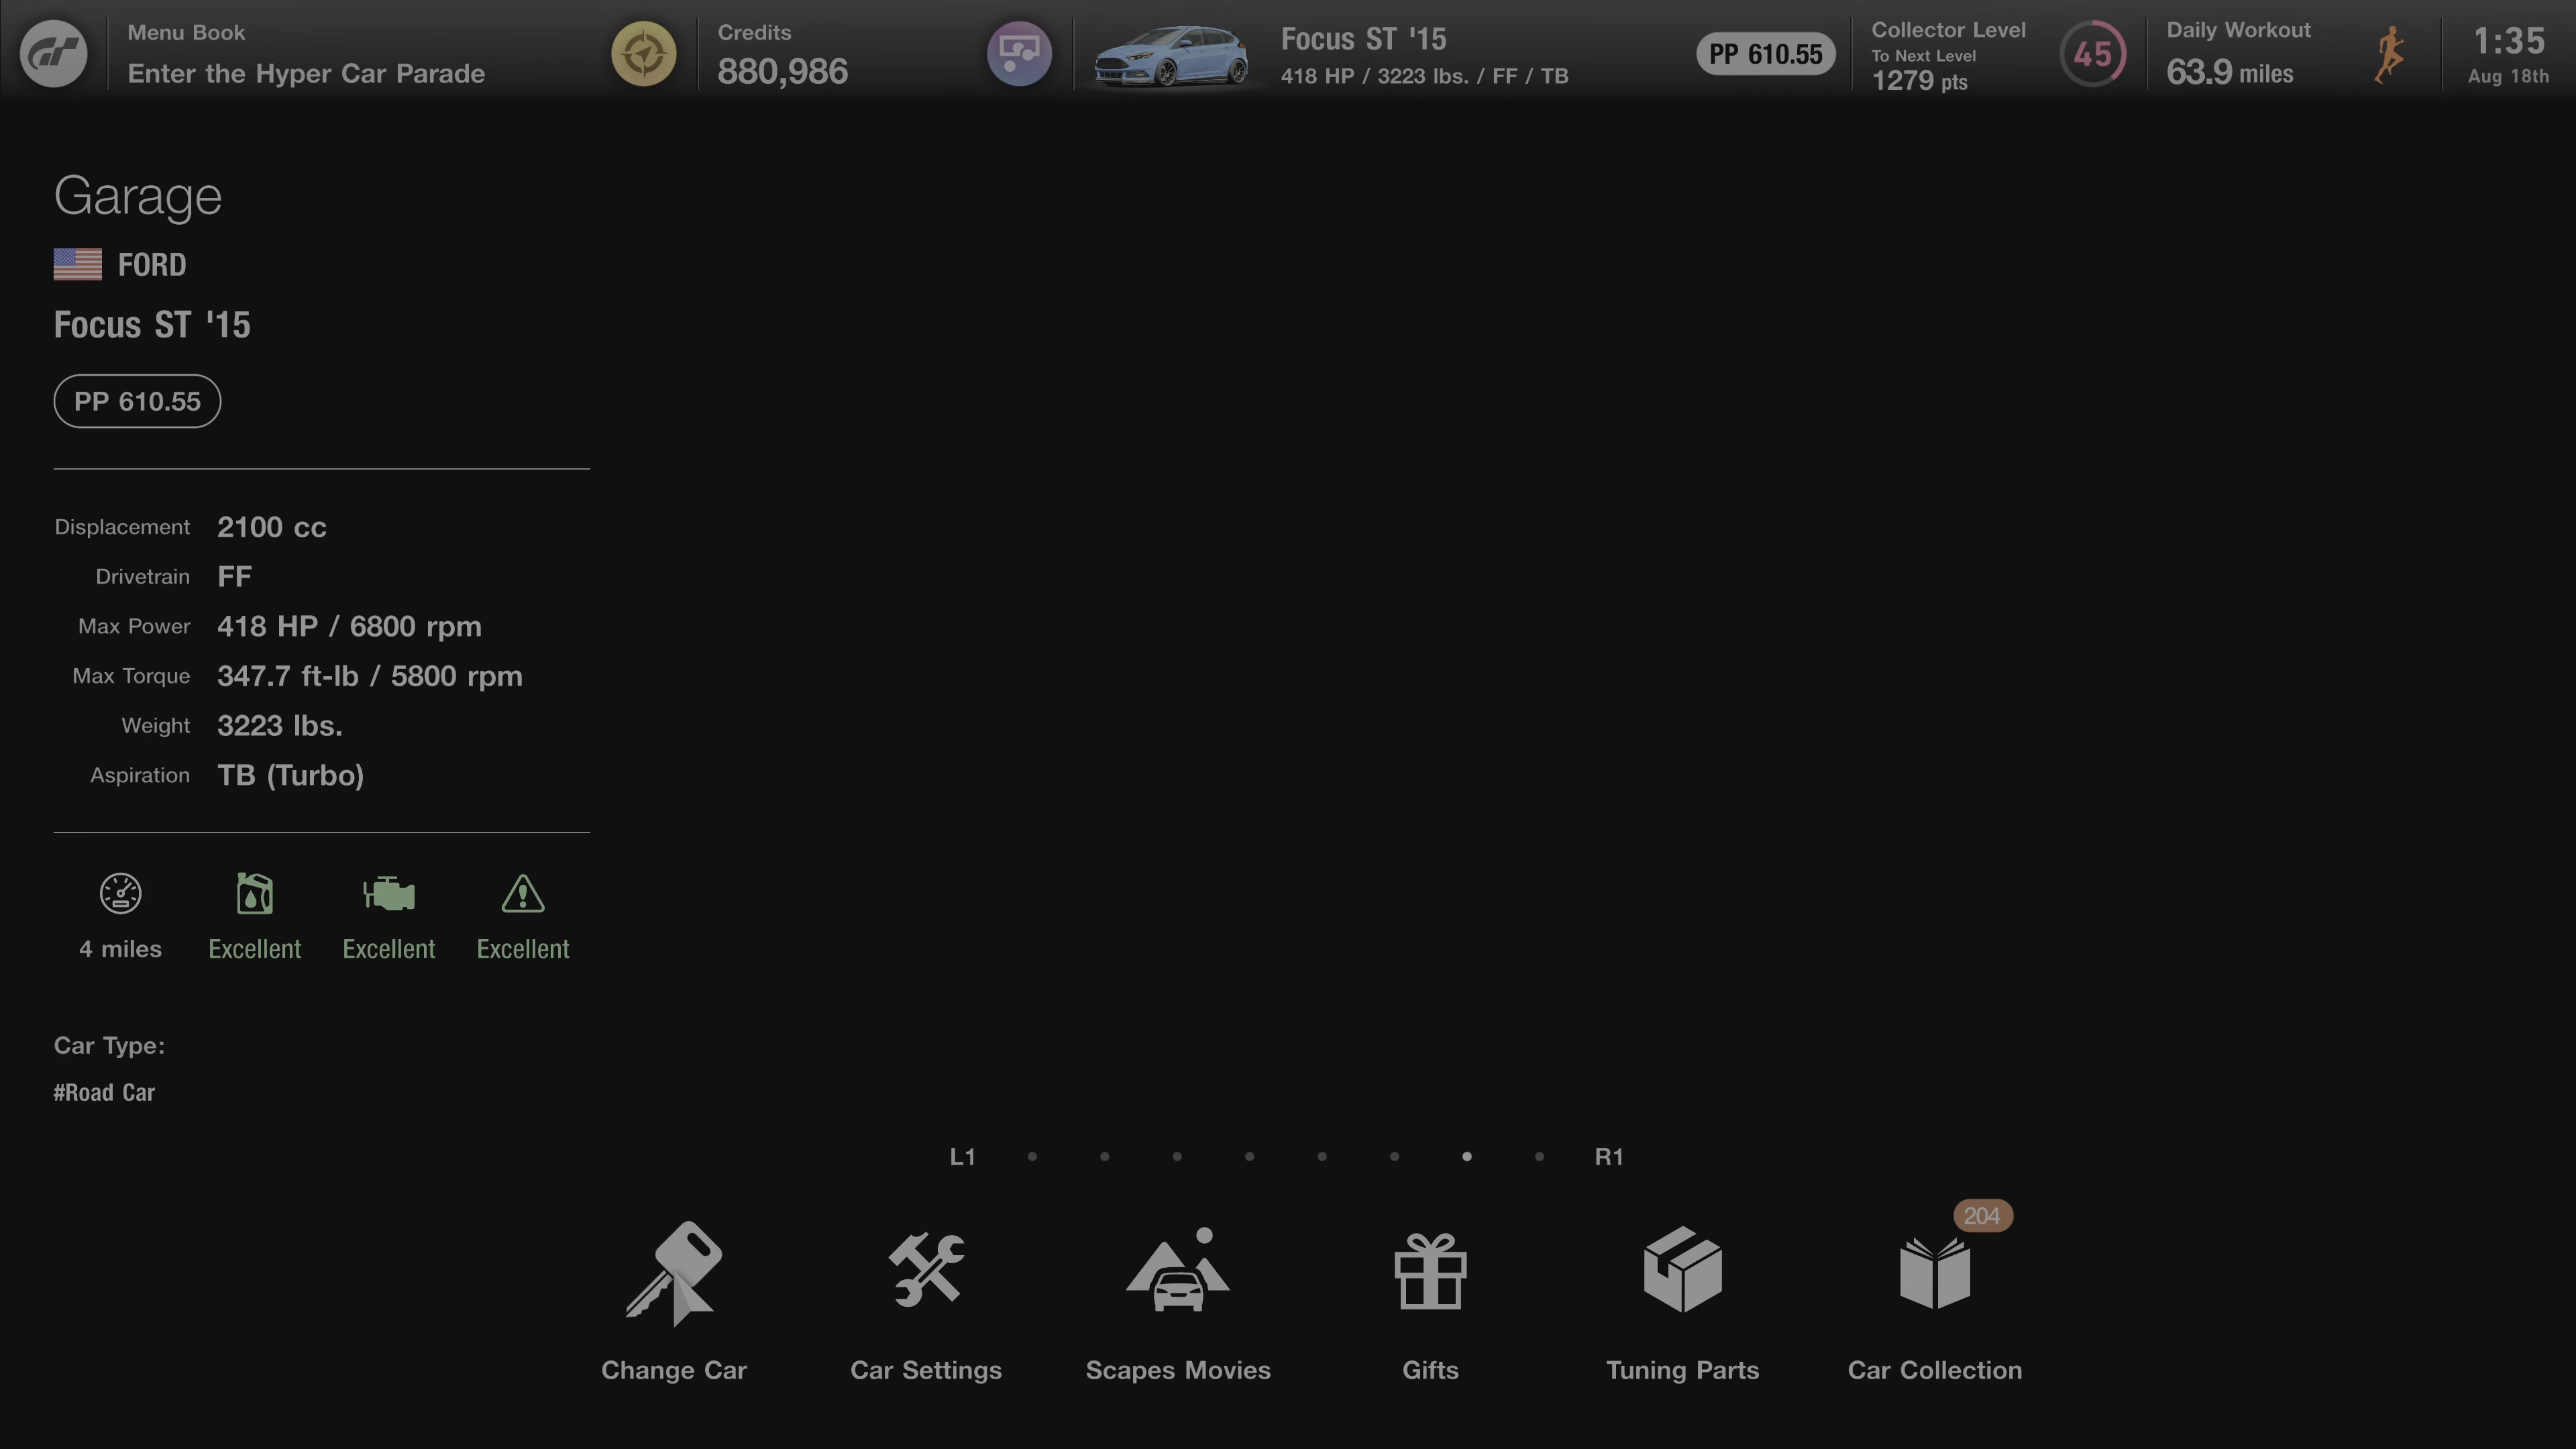 Menu Book
Enter the Hyper Car Parade
Credits
880,986
Focus ST '15
418 HP / 3223 lbs. / FF / TB
PP 610.55
Collector Level
To Next Level
1279 pts
45
Daily Workout
63.9 miles
1:35
Aug 18th
Garage
FORD
Focus ST '15
PP 610.55
Displacement 2100 cc
Drivetrain FF
Max Power 418 HP / 6800 rpm
Max Torque 347.7 ft-lb / 5800 rpm
Weight 3223 lbs.
Aspiration TB (Turbo)
4 miles Excellent Excellent Excellent
Car Type:
#Road Car
L1 R1
204
Change Car Car Settings Scapes Movies Gifts Tuning Parts Car Collection